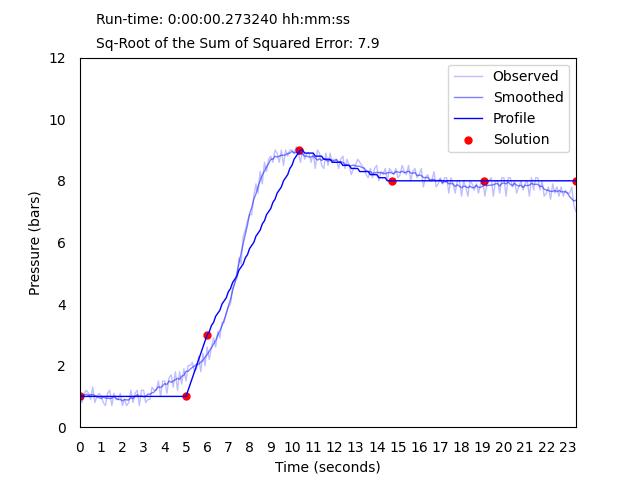 Run-time: 0:00:00.273240 hh:mm:ss
Sq-Root of the Sum of Squared Error: 7.9
12
10
8
6
4
2
0
Pressure (bars)
Observed
Smoothed
Profile
Solution
0 1 2 3 4 5 6 7 8 9 10 11 12 13 14 15 16 17 18 19 20 21 22 23
Time (seconds)